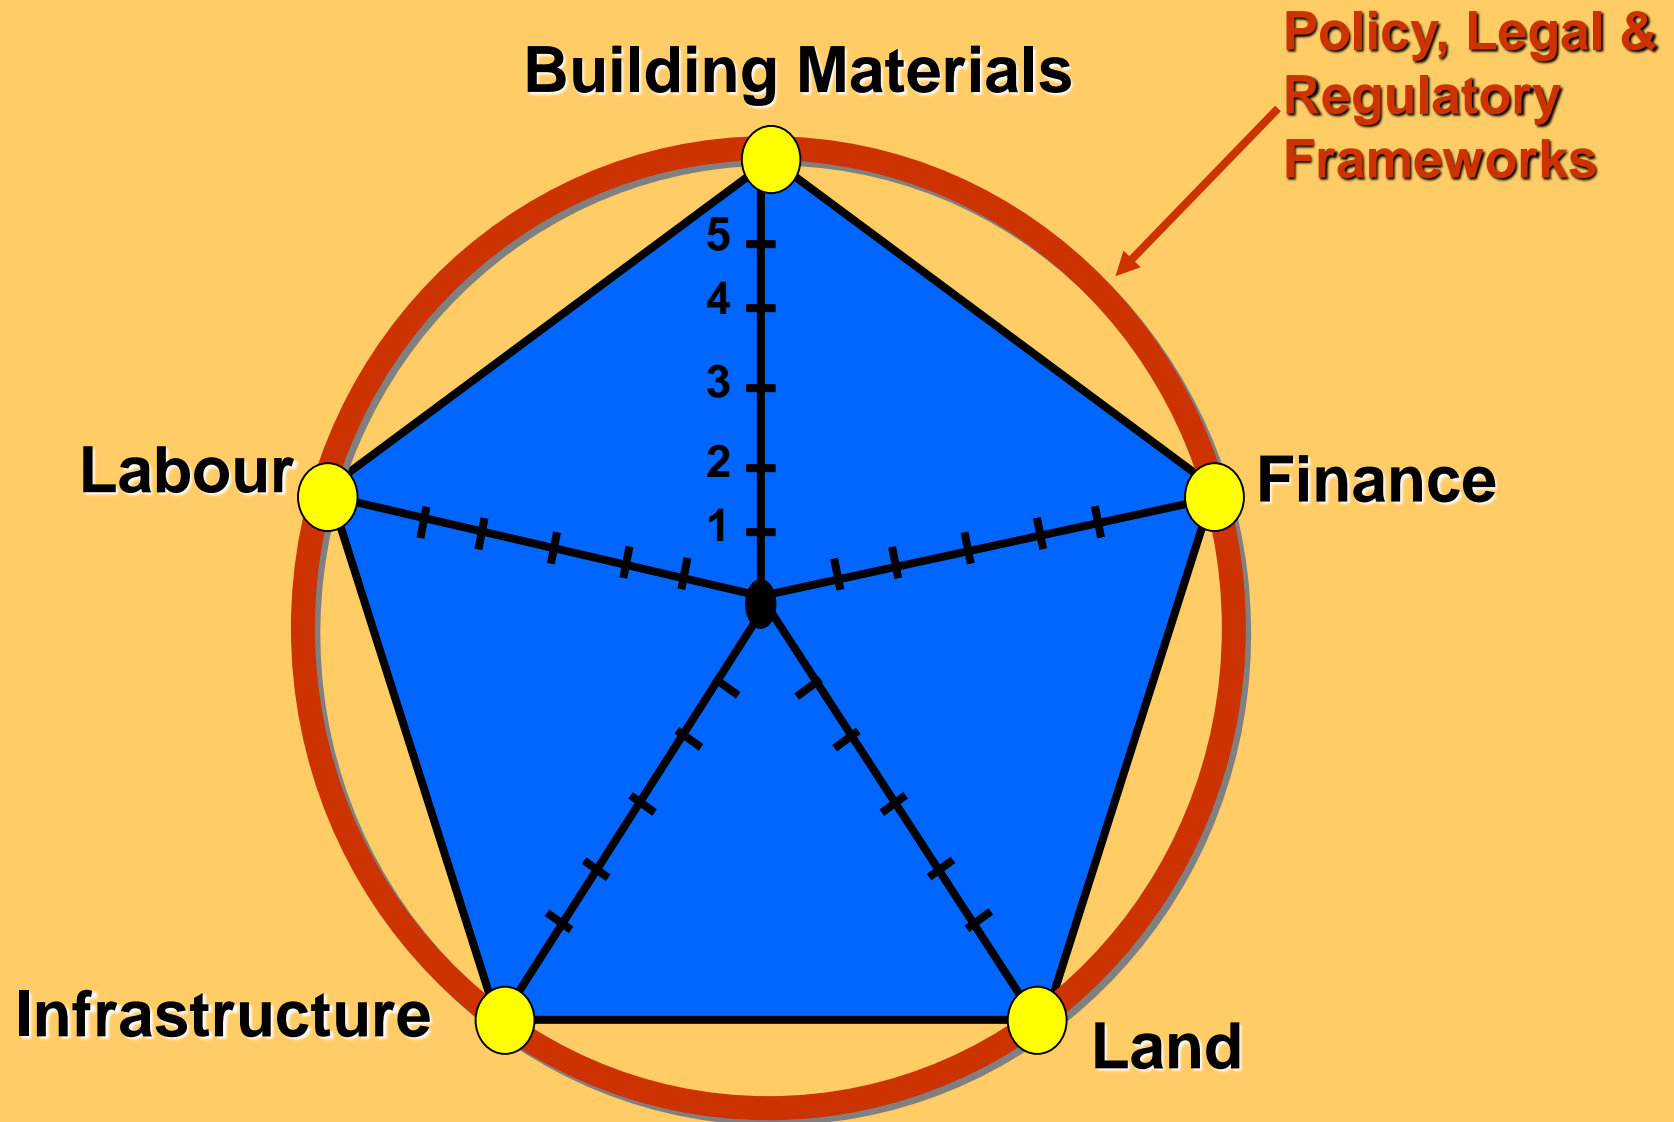 Policy, Legal &
Regulatory
Frameworks
Building Materials
5
4
3
2
1
Labour
Finance
Infrastructure
Land